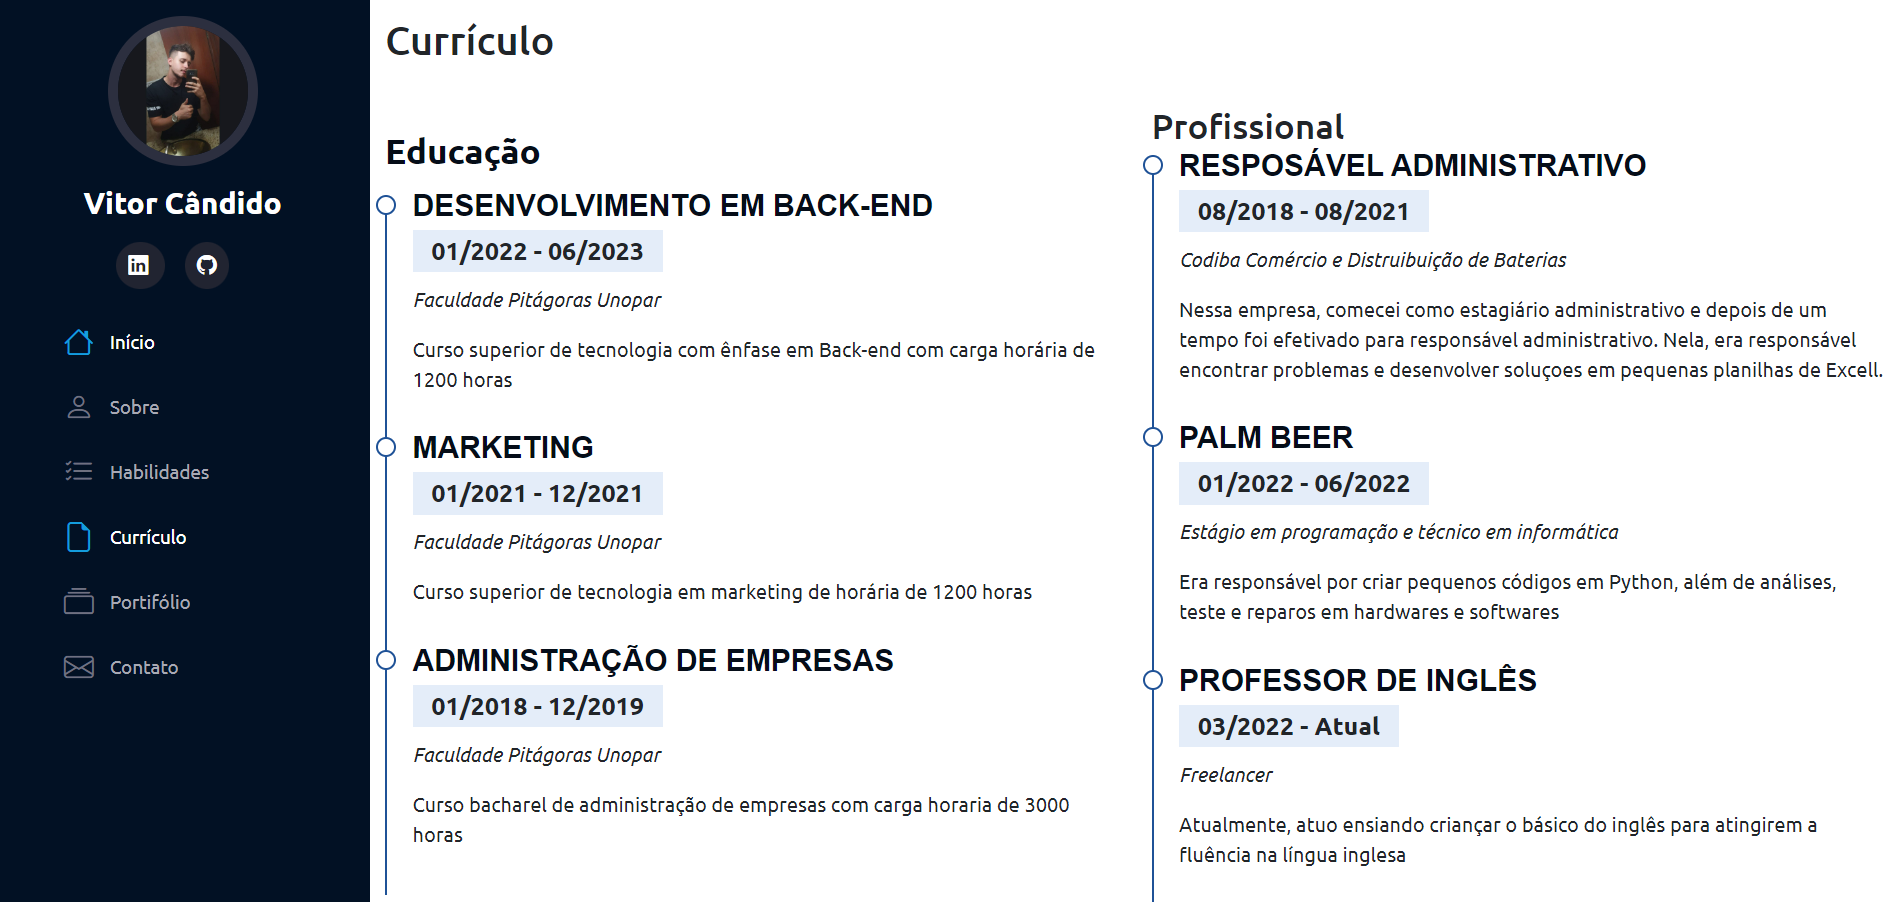 Vitor Cândido
Início
Sobre
Habilidades
Currículo
Portifólio
Contato
Currículo
Educação
DESENVOLVIMENTO EM BACK-END
01/2022 - 06/2023
Faculdade Pitágoras Unopar
Curso superior de tecnologia com ênfase em Back-end com carga horária de
1200 horas
MARKETING
01/2021 - 12/2021
Faculdade Pitágoras Unopar
Curso superior de tecnologia em marketing de horária de 1200 horas
ADMINISTRAÇÃO DE EMPRESAS
01/2018 - 12/2019
Faculdade Pitágoras Unopar
Curso bacharel de administração de empresas com carga horaria de 3000
horas
Profissional
RESPOSÁVEL ADMINISTRATIVO
08/2018 - 08/2021
Codiba Comércio e Distruibuição de Baterias
Nessa empresa, comecei como estagiário administrativo e depois de um
tempo foi efetivado para responsável administrativo. Nela, era responsável
encontrar problemas e desenvolver soluçoes em pequenas planilhas de Excell.
PALM BEER
01/2022 - 06/2022
Estágio em programação e técnico em informática
Era responsável por criar pequenos códigos em Python, além de análises,
teste e reparos em hardwares e softwares
PROFESSOR DE INGLÊS
03/2022 - Atual
Freelancer
Atualmente, atuo ensiando criançar o básico do inglês para atingirem a
fluência na língua inglesa